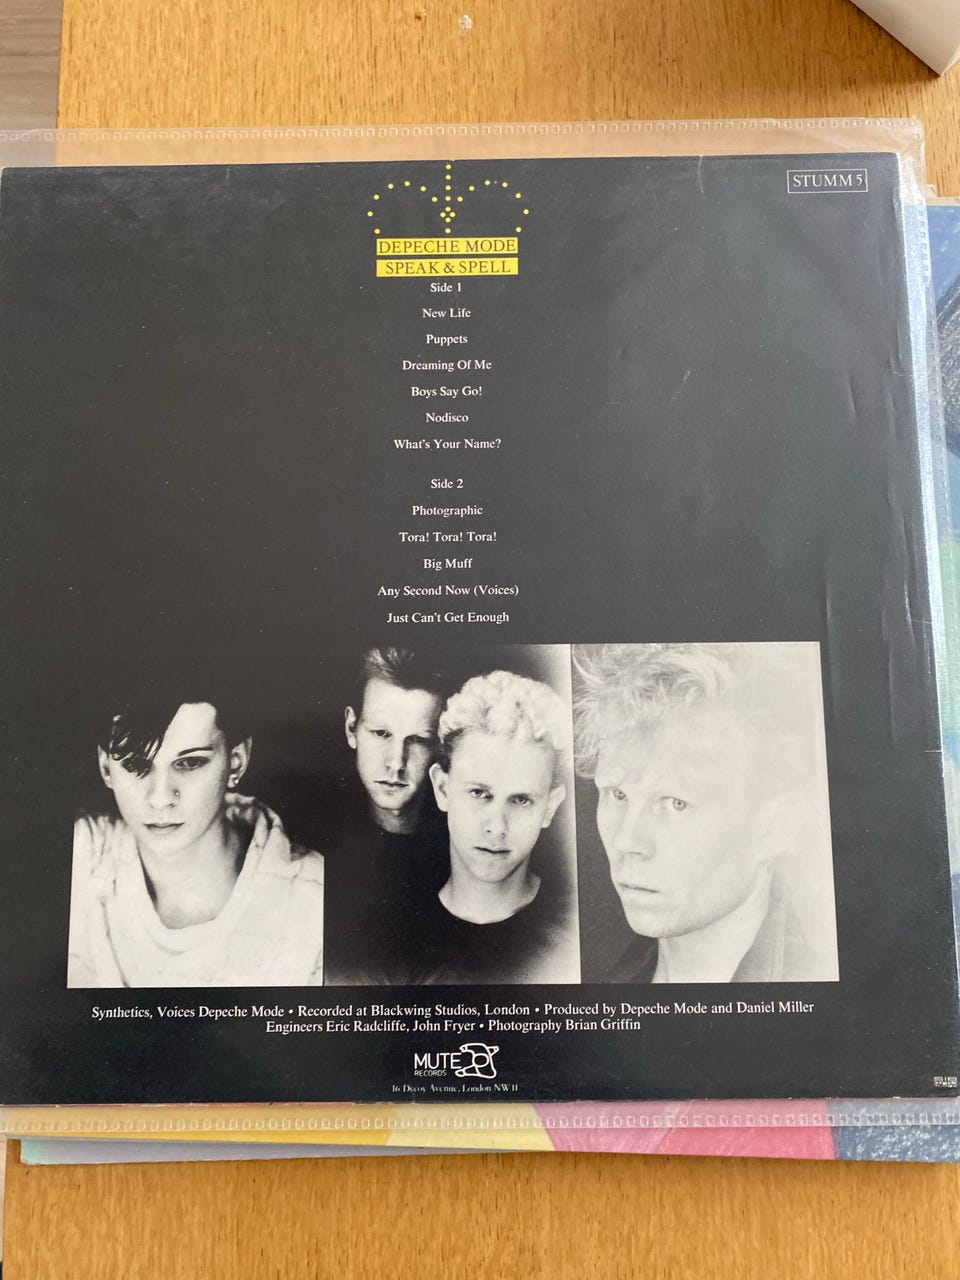 STUMM 5
DEPECHE MODE
SPEAK & SPELL
Side 1
New Life
Puppets
Dreaming Of Me
Boys Say Go!
Nodisco
What's Your Name?
Side 2
Photographic
Tora! Tora! Tora!
Big Muff
Any Second Now (Voices)
Just Can't Get Enough
Synthetics, Voices Depeche Mode • Recorded at Blackwing Studios, London • Produced by Depeche Mode and Daniel Miller
Engineers Eric Radcliffe, John Fryer • Photography Brian Griffin
MUTE
RECORDS
16 Decoy Avenue, London NW11